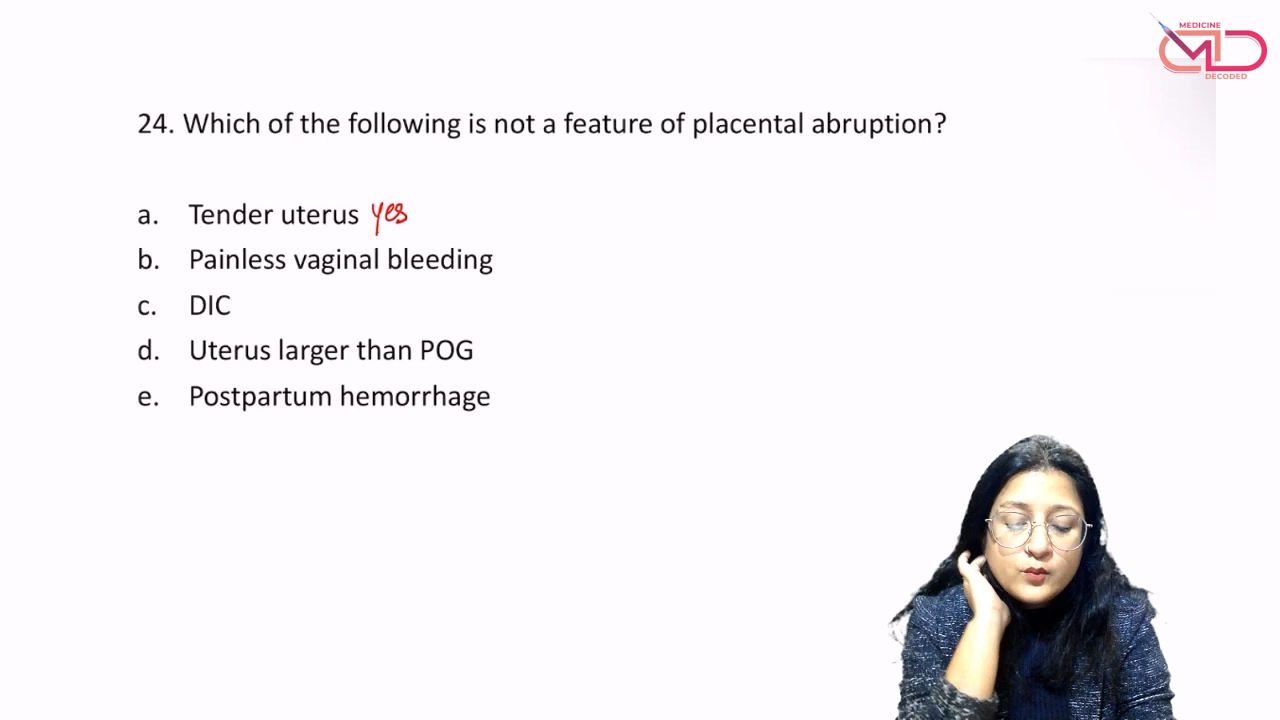 MEDICINE
MD
DECODED
24. Which of the following is not a feature of placental abruption?
a. Tender uterus yes
b. Painless vaginal bleeding
c. DIC
d. Uterus larger than POG
e. Postpartum hemorrhage